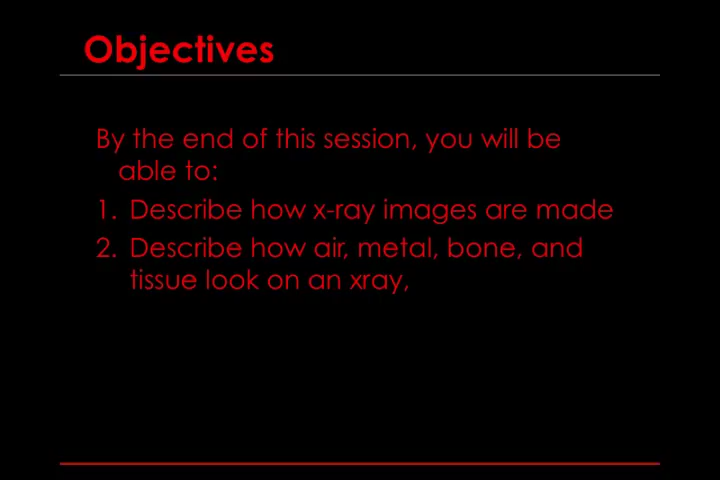 Objectives
By the end of this session, you will be
able to:
1. Describe how x-ray images are made
2. Describe how air, metal, bone, and
tissue look on an xray,